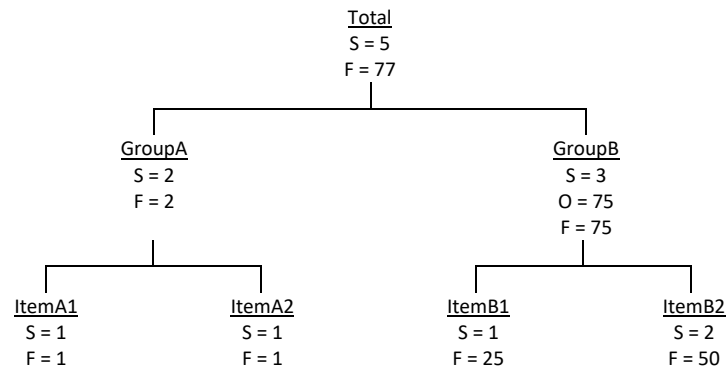 Total
S = 5
F = 77
GroupA
S = 2
F = 2
GroupB
S = 3
O = 75
F = 75
ItemA1
S = 1
F = 1
ItemA2
S = 1
F = 1
ItemB1
S = 1
F = 25
ItemB2
S = 2
F = 50